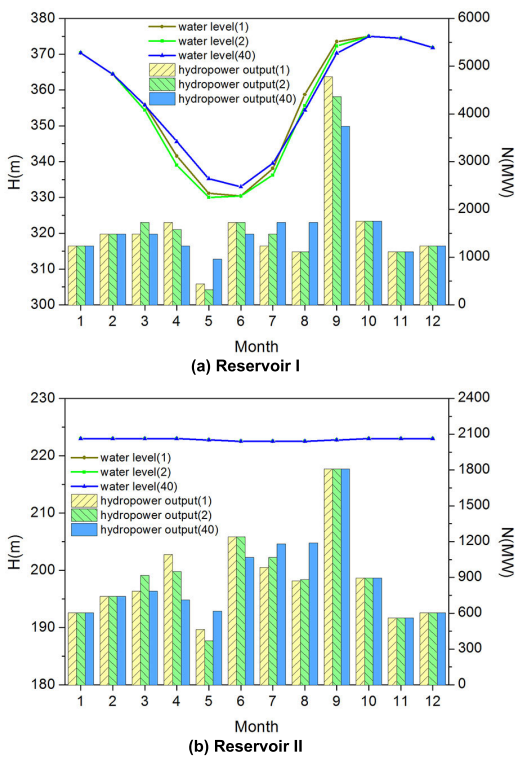 380
370
360
350
340
330
320
310
300
H(m)
water level(1)
water level(2)
water level(40)
hydropower output(1)
hydropower output(2)
hydropower output(40)
6000
5000
4000
3000
2000
1000
0
N(MW)
1 2 3 4 5 6 7 8 9 10 11 12
Month
(a) Reservoir I
230
220
210
200
190
180
H(m)
water level(1)
water level(2)
water level(40)
hydropower output(1)
hydropower output(2)
hydropower output(40)
2400
2100
1800
1500
1200
900
600
300
0
N(MW)
1 2 3 4 5 6 7 8 9 10 11 12
Month
(b) Reservoir II